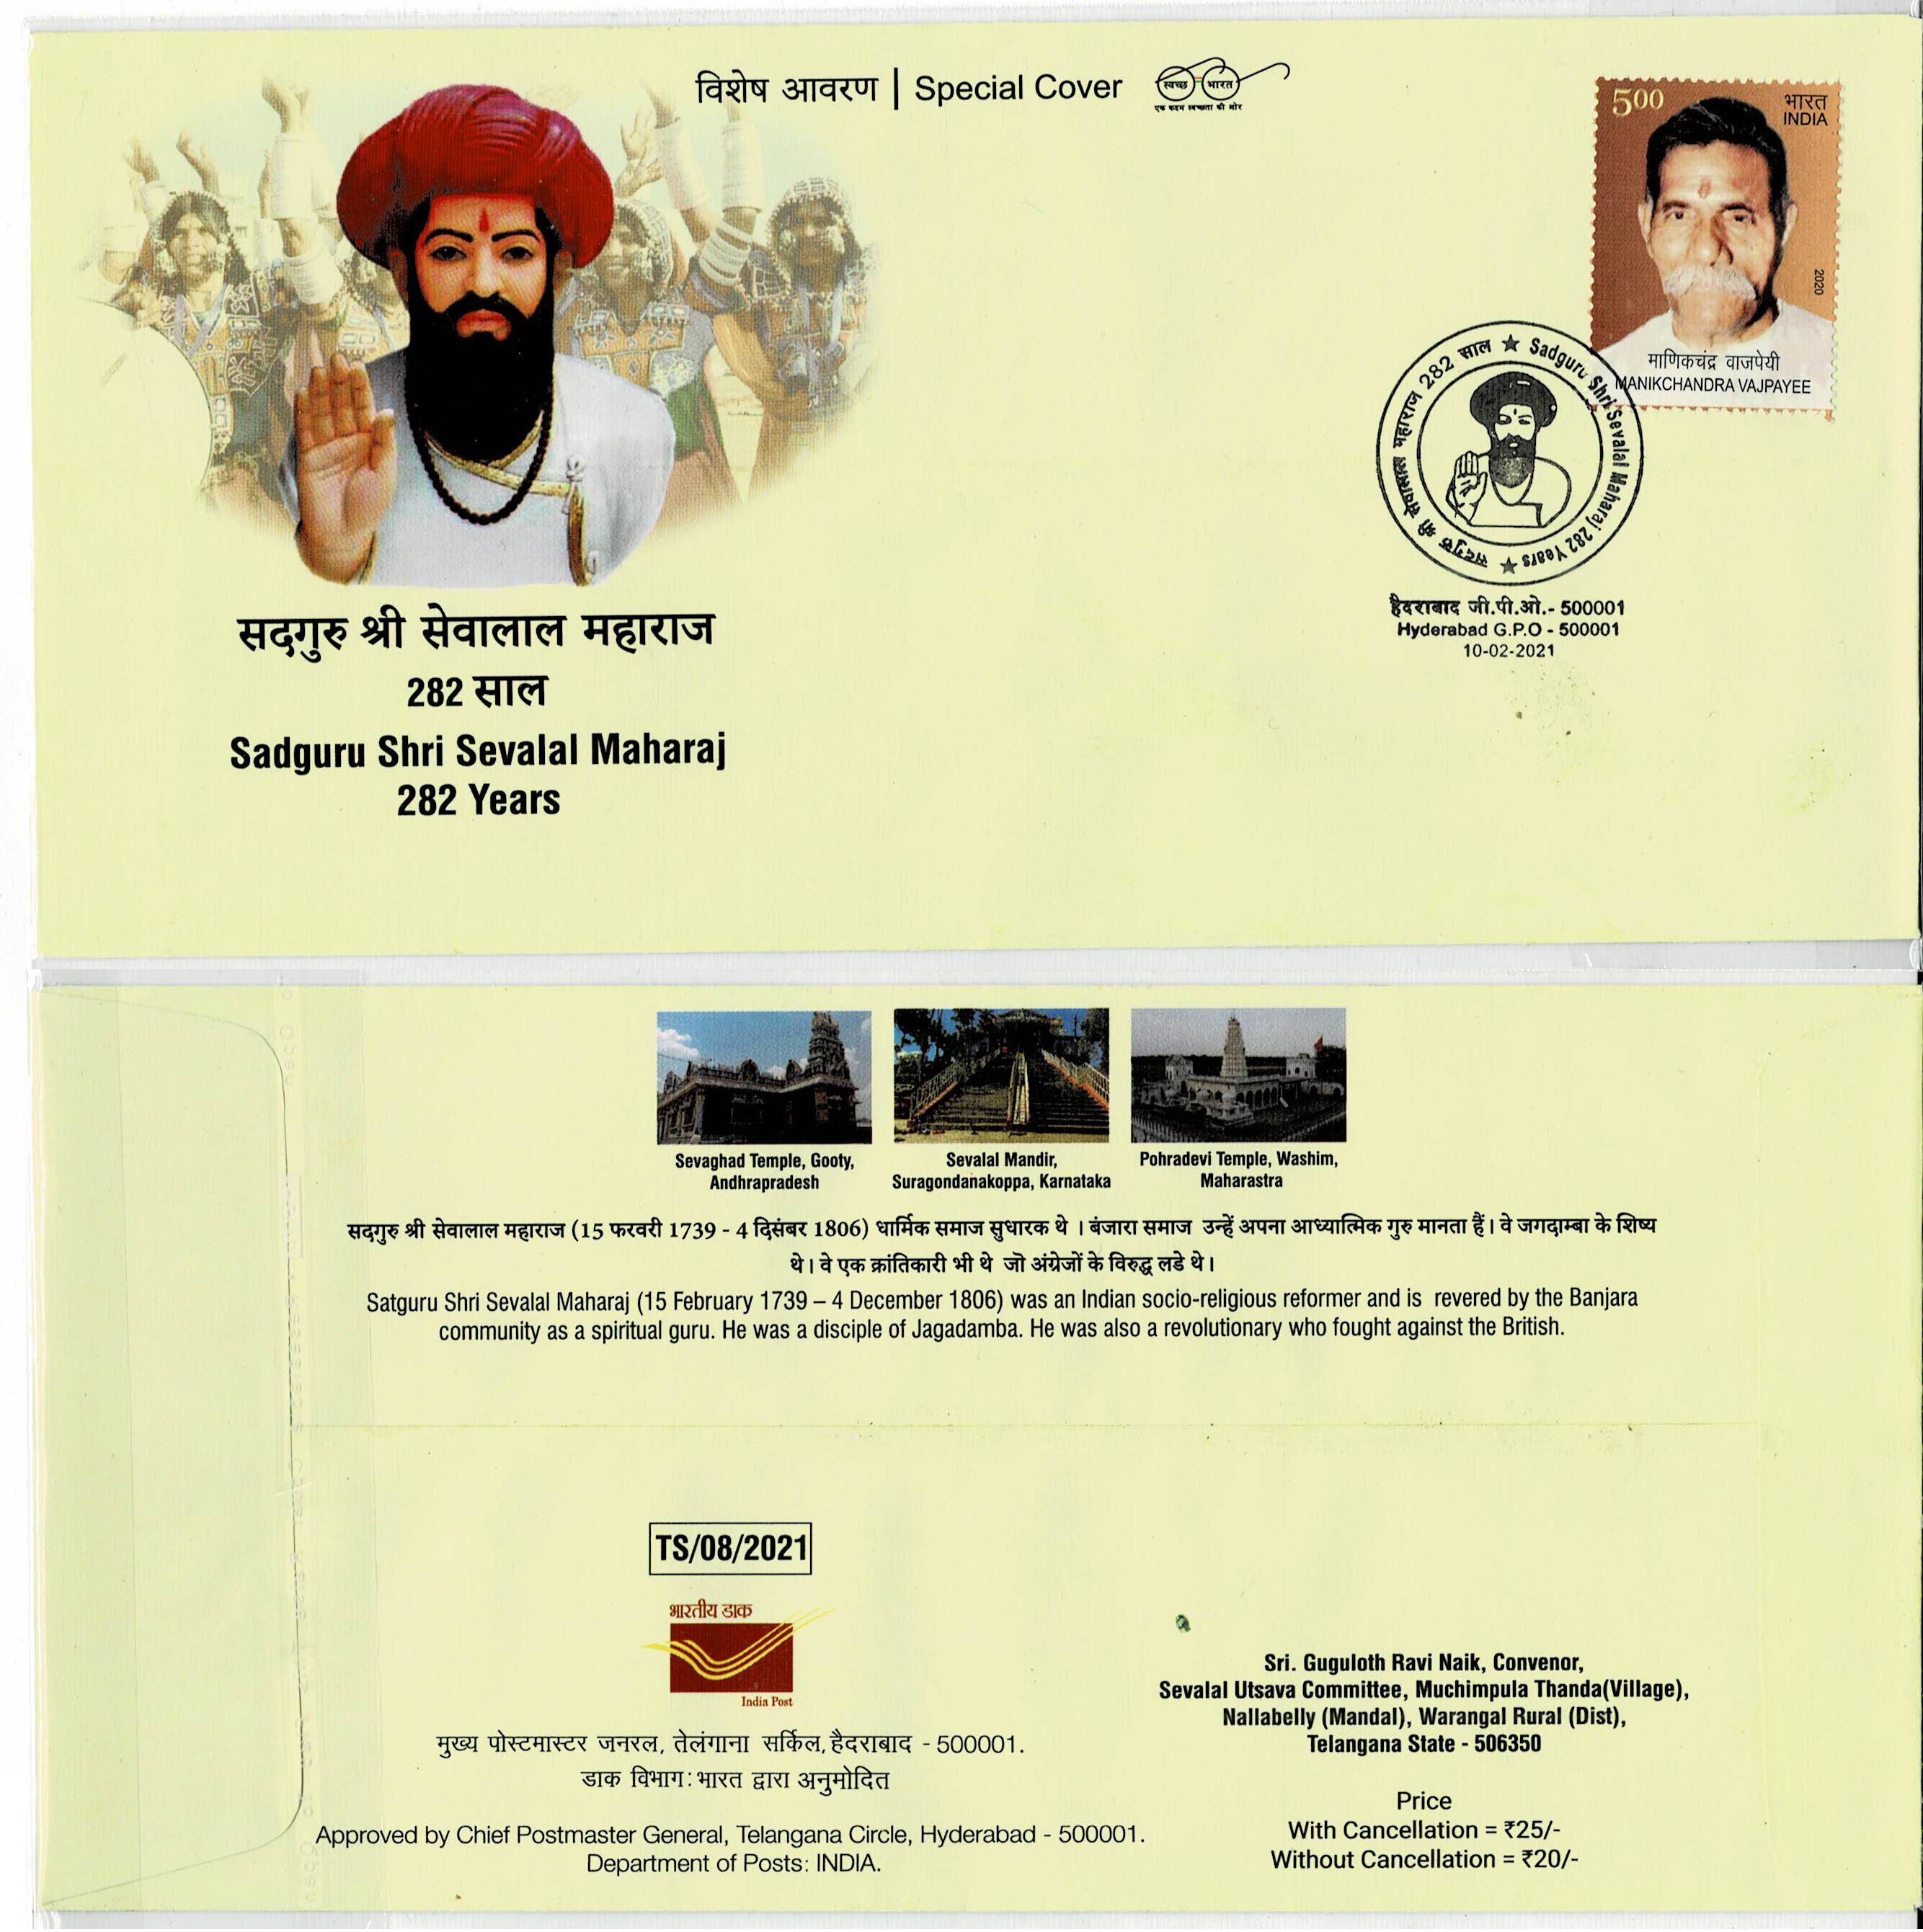 विशेष आवरण | Special Cover
स्वच्छ भारत
एक कदम स्वच्छता की ओर
500
भारत
INDIA
2020
माणिकचंद्र वाजपेयी
MANIKCHANDRA VAJPAYEE
सदगुरु श्री सेवालाल महाराज 282 साल ★ Sadguru Shri Sevalal Maharaj 282 Years ★
हैदराबाद जी.पी.ओ.- 500001
Hyderabad G.P.O - 500001
10-02-2021
सदगुरु श्री सेवालाल महाराज
282 साल
Sadguru Shri Sevalal Maharaj
282 Years
Sevaghad Temple, Gooty,
Andhrapradesh
Sevalal Mandir,
Suragondanakoppa, Karnataka
Pohradevi Temple, Washim,
Maharastra
सदगुरु श्री सेवालाल महाराज (15 फरवरी 1739 - 4 दिसंबर 1806) धार्मिक समाज सुधारक थे । बंजारा समाज उन्हें अपना आध्यात्मिक गुरु मानता हैं। वे जगदाम्बा के शिष्य
थे। वे एक क्रांतिकारी भी थे जॊ अंग्रेजों के विरुद्ध लडे थे।
Satguru Shri Sevalal Maharaj (15 February 1739 – 4 December 1806) was an Indian socio-religious reformer and is revered by the Banjara
community as a spiritual guru. He was a disciple of Jagadamba. He was also a revolutionary who fought against the British.
TS/08/2021
भारतीय डाक
India Post
मुख्य पोस्टमास्टर जनरल, तेलंगाना सर्किल, हैदराबाद - 500001.
डाक विभाग: भारत द्वारा अनुमोदित
Approved by Chief Postmaster General, Telangana Circle, Hyderabad - 500001.
Department of Posts: INDIA.
Sri. Guguloth Ravi Naik, Convenor,
Sevalal Utsava Committee, Muchimpula Thanda(Village),
Nallabelly (Mandal), Warangal Rural (Dist),
Telangana State - 506350
Price
With Cancellation = ₹25/-
Without Cancellation = ₹20/-